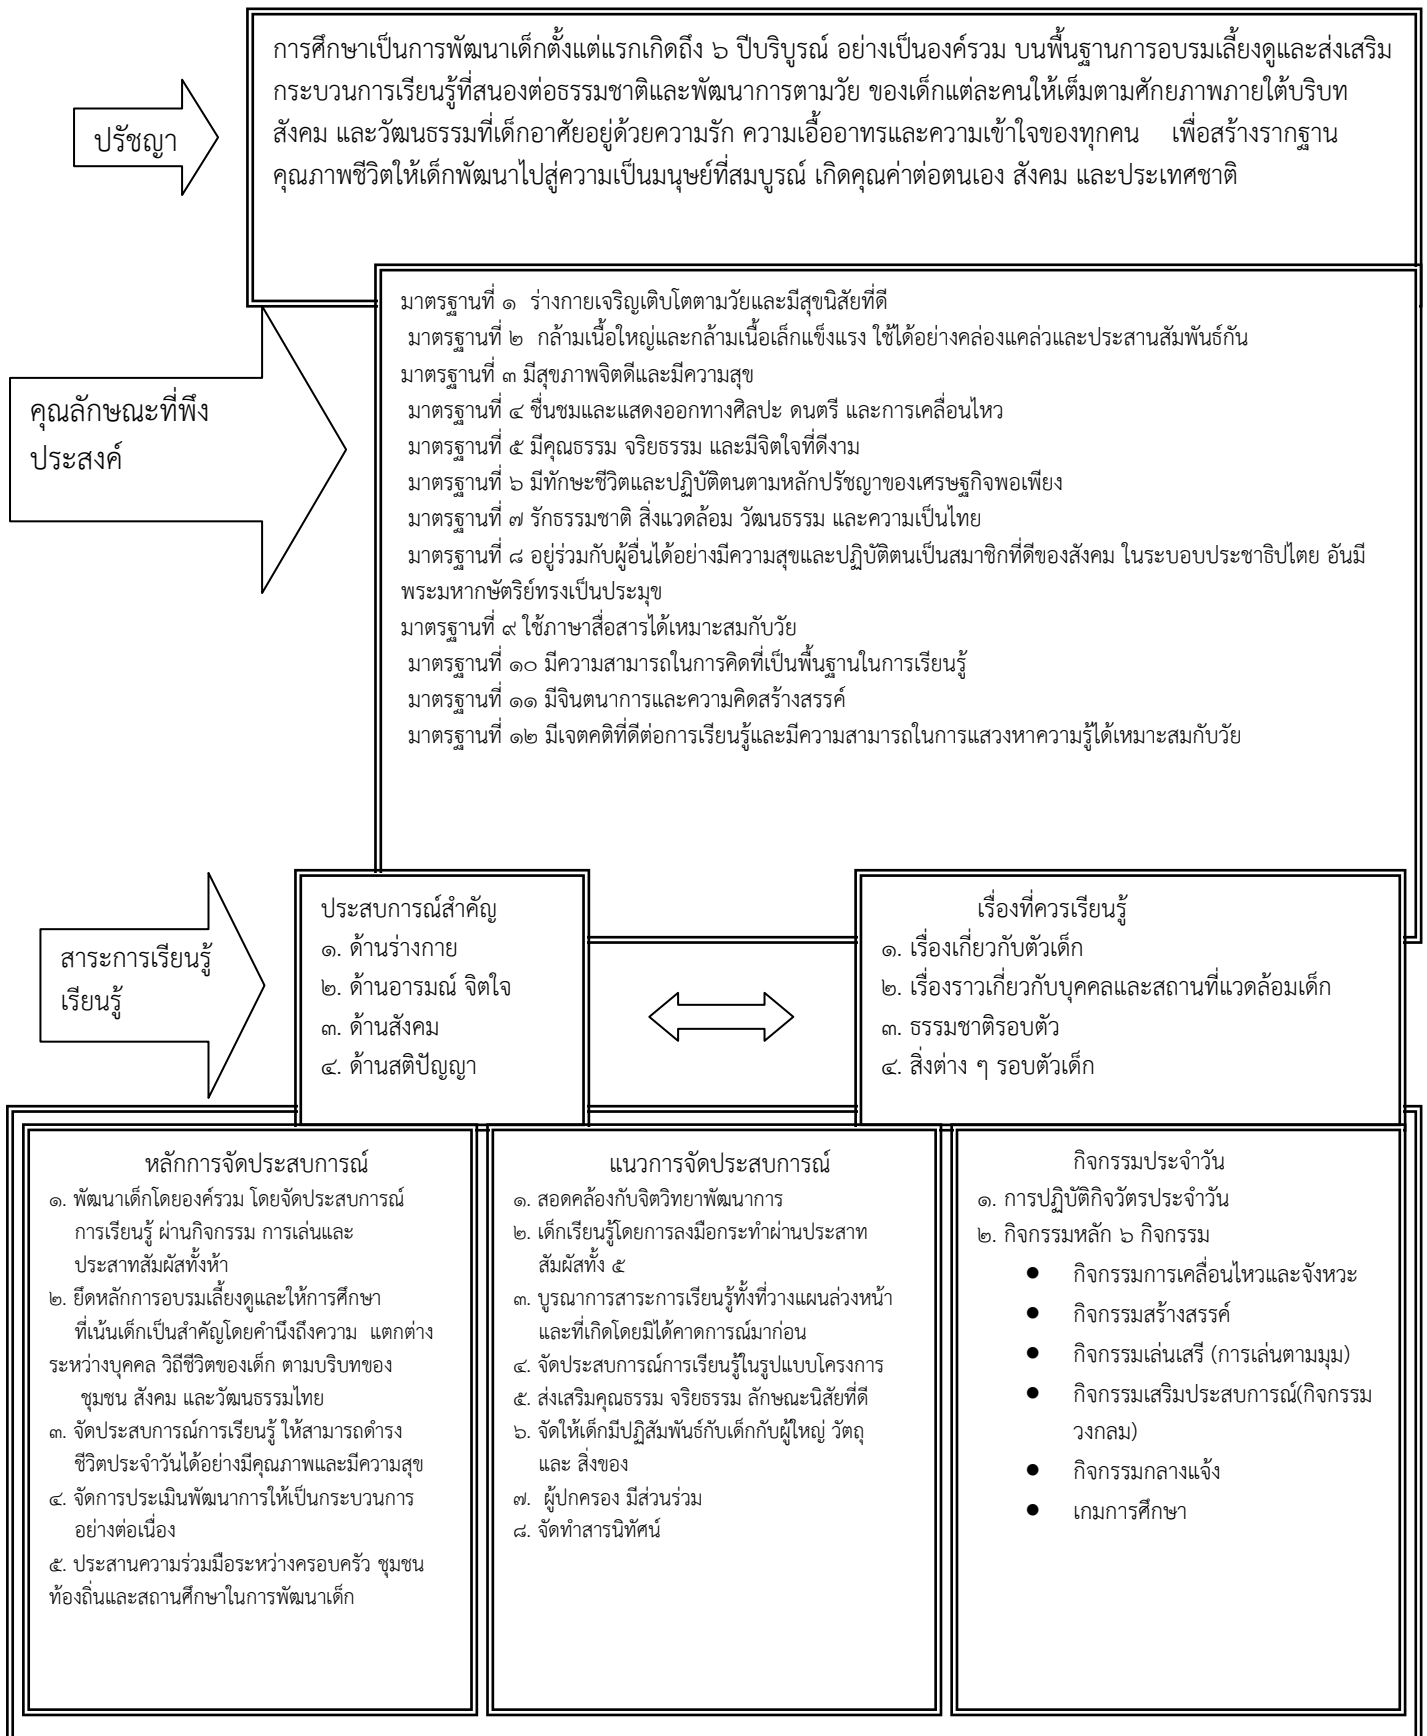 ปรัชญา
การศึกษาเป็นการพัฒนาเด็กตั้งแต่แรกเกิดถึง ๖ ปีบริบูรณ์ อย่างเป็นองค์รวม บนพื้นฐานการอบรมเลี้ยงดูและส่งเสริม
กระบวนการเรียนรู้ที่สนองต่อธรรมชาติและพัฒนาการตามวัย ของเด็กแต่ละคนให้เต็มตามศักยภาพภายใต้บริบท
สังคม และวัฒนธรรมที่เด็กอาศัยอยู่ด้วยความรัก ความเอื้ออาทรและความเข้าใจของทุกคน เพื่อสร้างรากฐาน
คุณภาพชีวิตให้เด็กพัฒนาไปสู่ความเป็นมนุษย์ที่สมบูรณ์ เกิดคุณค่าต่อตนเอง สังคม และประเทศชาติ
คุณลักษณะที่พึง
ประสงค์
มาตรฐานที่ ๑ ร่างกายเจริญเติบโตตามวัยและมีสุขนิสัยที่ดี
มาตรฐานที่ ๒ กล้ามเนื้อใหญ่และกล้ามเนื้อเล็กแข็งแรง ใช้ได้อย่างคล่องแคล่วและประสานสัมพันธ์กัน
มาตรฐานที่ ๓ มีสุขภาพจิตดีและมีความสุข
มาตรฐานที่ ๔ ชื่นชมและแสดงออกทางศิลปะ ดนตรี และการเคลื่อนไหว
มาตรฐานที่ ๕ มีคุณธรรม จริยธรรม และมีจิตใจที่ดีงาม
มาตรฐานที่ ๖ มีทักษะชีวิตและปฏิบัติตนตามหลักปรัชญาของเศรษฐกิจพอเพียง
มาตรฐานที่ ๗ รักธรรมชาติ สิ่งแวดล้อม วัฒนธรรม และความเป็นไทย
มาตรฐานที่ ๘ อยู่ร่วมกับผู้อื่นได้อย่างมีความสุขและปฏิบัติตนเป็นสมาชิกที่ดีของสังคม ในระบอบประชาธิปไตย อันมี
พระมหากษัตริย์ทรงเป็นประมุข
มาตรฐานที่ ๙ ใช้ภาษาสื่อสารได้เหมาะสมกับวัย
มาตรฐานที่ ๑๐ มีความสามารถในการคิดที่เป็นพื้นฐานในการเรียนรู้
มาตรฐานที่ ๑๑ มีจินตนาการและความคิดสร้างสรรค์
มาตรฐานที่ ๑๒ มีเจตคติที่ดีต่อการเรียนรู้และมีความสามารถในการแสวงหาความรู้ได้เหมาะสมกับวัย
สาระการเรียนรู้
เรียนรู้
ประสบการณ์สำคัญ
๑. ด้านร่างกาย
๒. ด้านอารมณ์ จิตใจ
๓. ด้านสังคม
๔. ด้านสติปัญญา
เรื่องที่ควรเรียนรู้
๑. เรื่องเกี่ยวกับตัวเด็ก
๒. เรื่องราวเกี่ยวกับบุคคลและสถานที่แวดล้อมเด็ก
๓. ธรรมชาติรอบตัว
๔. สิ่งต่าง ๆ รอบตัวเด็ก
หลักการจัดประสบการณ์
๑. พัฒนาเด็กโดยองค์รวม โดยจัดประสบการณ์
การเรียนรู้ ผ่านกิจกรรม การเล่นและ
ประสาทสัมผัสทั้งห้า
๒. ยึดหลักการอบรมเลี้ยงดูและให้การศึกษา
ที่เน้นเด็กเป็นสำคัญโดยคำนึงถึงความ แตกต่าง
ระหว่างบุคคล วิถีชีวิตของเด็ก ตามบริบทของ
ชุมชน สังคม และวัฒนธรรมไทย
๓. จัดประสบการณ์การเรียนรู้ ให้สามารถดำรง
ชีวิตประจำวันได้อย่างมีคุณภาพและมีความสุข
๔. จัดการประเมินพัฒนาการให้เป็นกระบวนการ
อย่างต่อเนื่อง
๕. ประสานความร่วมมือระหว่างครอบครัว ชุมชน
ท้องถิ่นและสถานศึกษาในการพัฒนาเด็ก
แนวการจัดประสบการณ์
๑. สอดคล้องกับจิตวิทยาพัฒนาการ
๒. เด็กเรียนรู้โดยการลงมือกระทำผ่านประสาท
สัมผัสทั้ง ๕
๓. บูรณาการสาระการเรียนรู้ทั้งที่วางแผนล่วงหน้า
และที่เกิดโดยมิได้คาดการณ์มาก่อน
๔. จัดประสบการณ์การเรียนรู้ในรูปแบบโครงการ
๕. ส่งเสริมคุณธรรม จริยธรรม ลักษณะนิสัยที่ดี
๖. จัดให้เด็กมีปฏิสัมพันธ์กับเด็กกับผู้ใหญ่ วัตถุ
และ สิ่งของ
๗. ผู้ปกครอง มีส่วนร่วม
๘. จัดทำสารนิทัศน์
กิจกรรมประจำวัน
๑. การปฏิบัติกิจวัตรประจำวัน
๒. กิจกรรมหลัก ๖ กิจกรรม
● กิจกรรมการเคลื่อนไหวและจังหวะ
● กิจกรรมสร้างสรรค์
● กิจกรรมเล่นเสรี (การเล่นตามมุม)
● กิจกรรมเสริมประสบการณ์(กิจกรรม
วงกลม)
● กิจกรรมกลางแจ้ง
● เกมการศึกษา